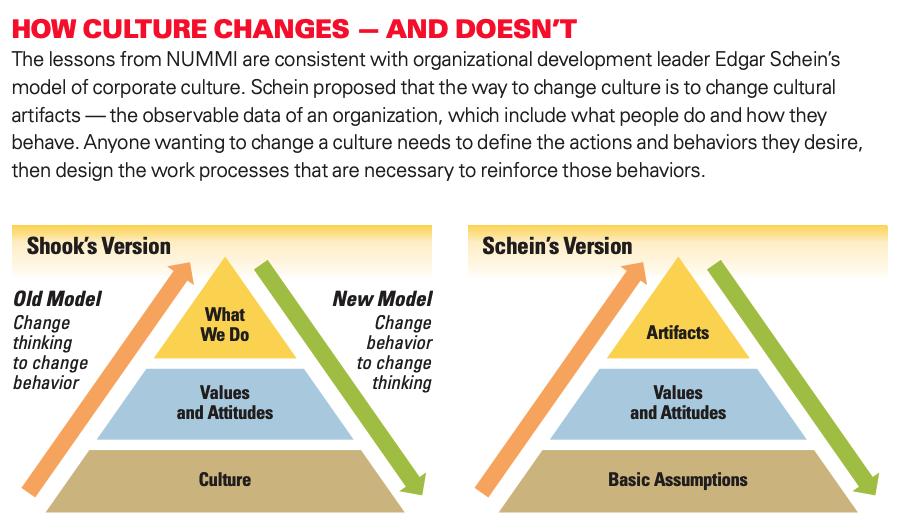 HOW CULTURE CHANGES — AND DOESN'T
The lessons from NUMMI are consistent with organizational development leader Edgar Schein's
model of corporate culture. Schein proposed that the way to change culture is to change cultural
artifacts — the observable data of an organization, which include what people do and how they
behave. Anyone wanting to change a culture needs to define the actions and behaviors they desire,
then design the work processes that are necessary to reinforce those behaviors.
Shook's Version
Old Model
Change
thinking
to change
behavior
What
We Do
New Model
Change
behavior
to change
thinking
Values
and Attitudes
Culture
Schein's Version
Artifacts
Values
and Attitudes
Basic Assumptions